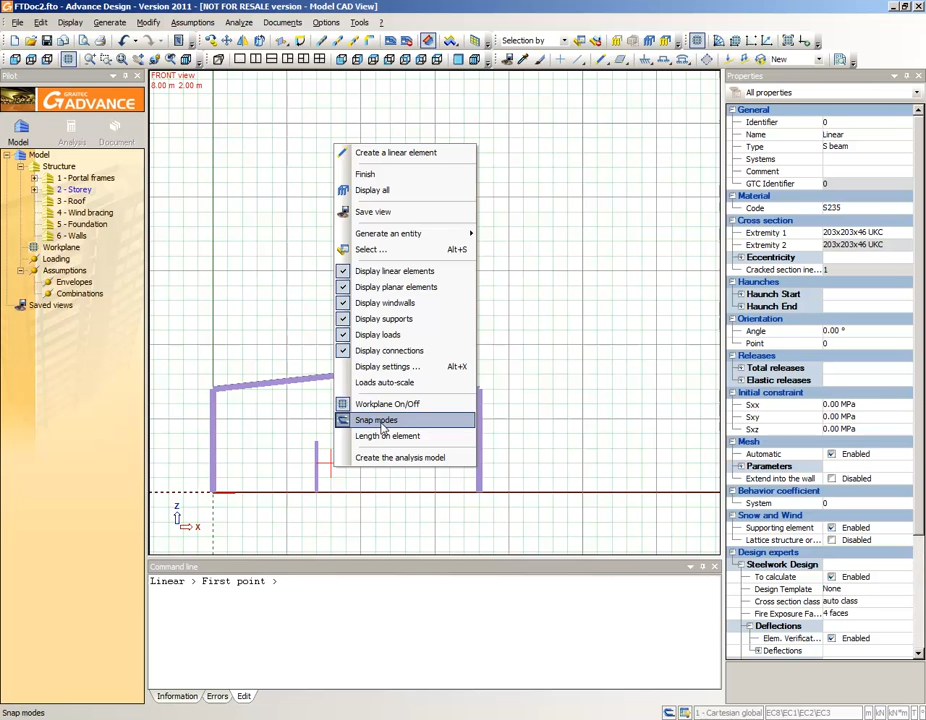 FTDoc2.fto - Advance Design - Version 2011 - [NOT FOR RESALE version - Model CAD View]
File Edit Display Generate Modify Assumptions Analyze Documents Options Tools ?
Selection by
New
Pilot
GRAITEC
ADVANCE
Model Analysis Document
Model
Structure
1 - Portal frames
2 - Storey
3 - Roof
4 - Wind bracing
5 - Foundation
6 - Walls
Workplane
Loading
Assumptions
Envelopes
Combinations
Saved views
FRONT view
8.00 m 2.00 m
Z
X
Create a linear element
Finish
Display all
Save view
Generate an entity
Select ... Alt+S
Display linear elements
Display planar elements
Display windwalls
Display supports
Display loads
Display connections
Display settings ... Alt+X
Loads auto-scale
Workplane On/Off
Snap modes
Length on element
Create the analysis model
Command line
Linear > First point >
Information Errors Edit
Properties
All properties
General
Identifier 0
Name Linear
Type S beam
Systems
Comment
GTC Identifier 0
Material
Code S235
Cross section
Extremity 1 203x203x46 UKC
Extremity 2 203x203x46 UKC
Eccentricity
Cracked section ine... 1
Haunches
Haunch Start
Haunch End
Orientation
Angle 0.00 °
Point 0
Releases
Total releases
Elastic releases
Initial constraint
Sxx 0.00 MPa
Sxy 0.00 MPa
Sxz 0.00 MPa
Mesh
Automatic Enabled
Parameters
Extend into the wall Disabled
Behavior coefficient
System 0
Snow and Wind
Supporting element Enabled
Lattice structure or... Disabled
Design experts
Steelwork Design
To calculate Enabled
Design Template None
Cross section class auto class
Fire Exposure Fa... 4 faces
Deflections
Elem. Verificat... Enabled
Deflections
Snap modes
1 - Cartesian global EC8\EC1\EC2\EC3 m kN kN*m T °